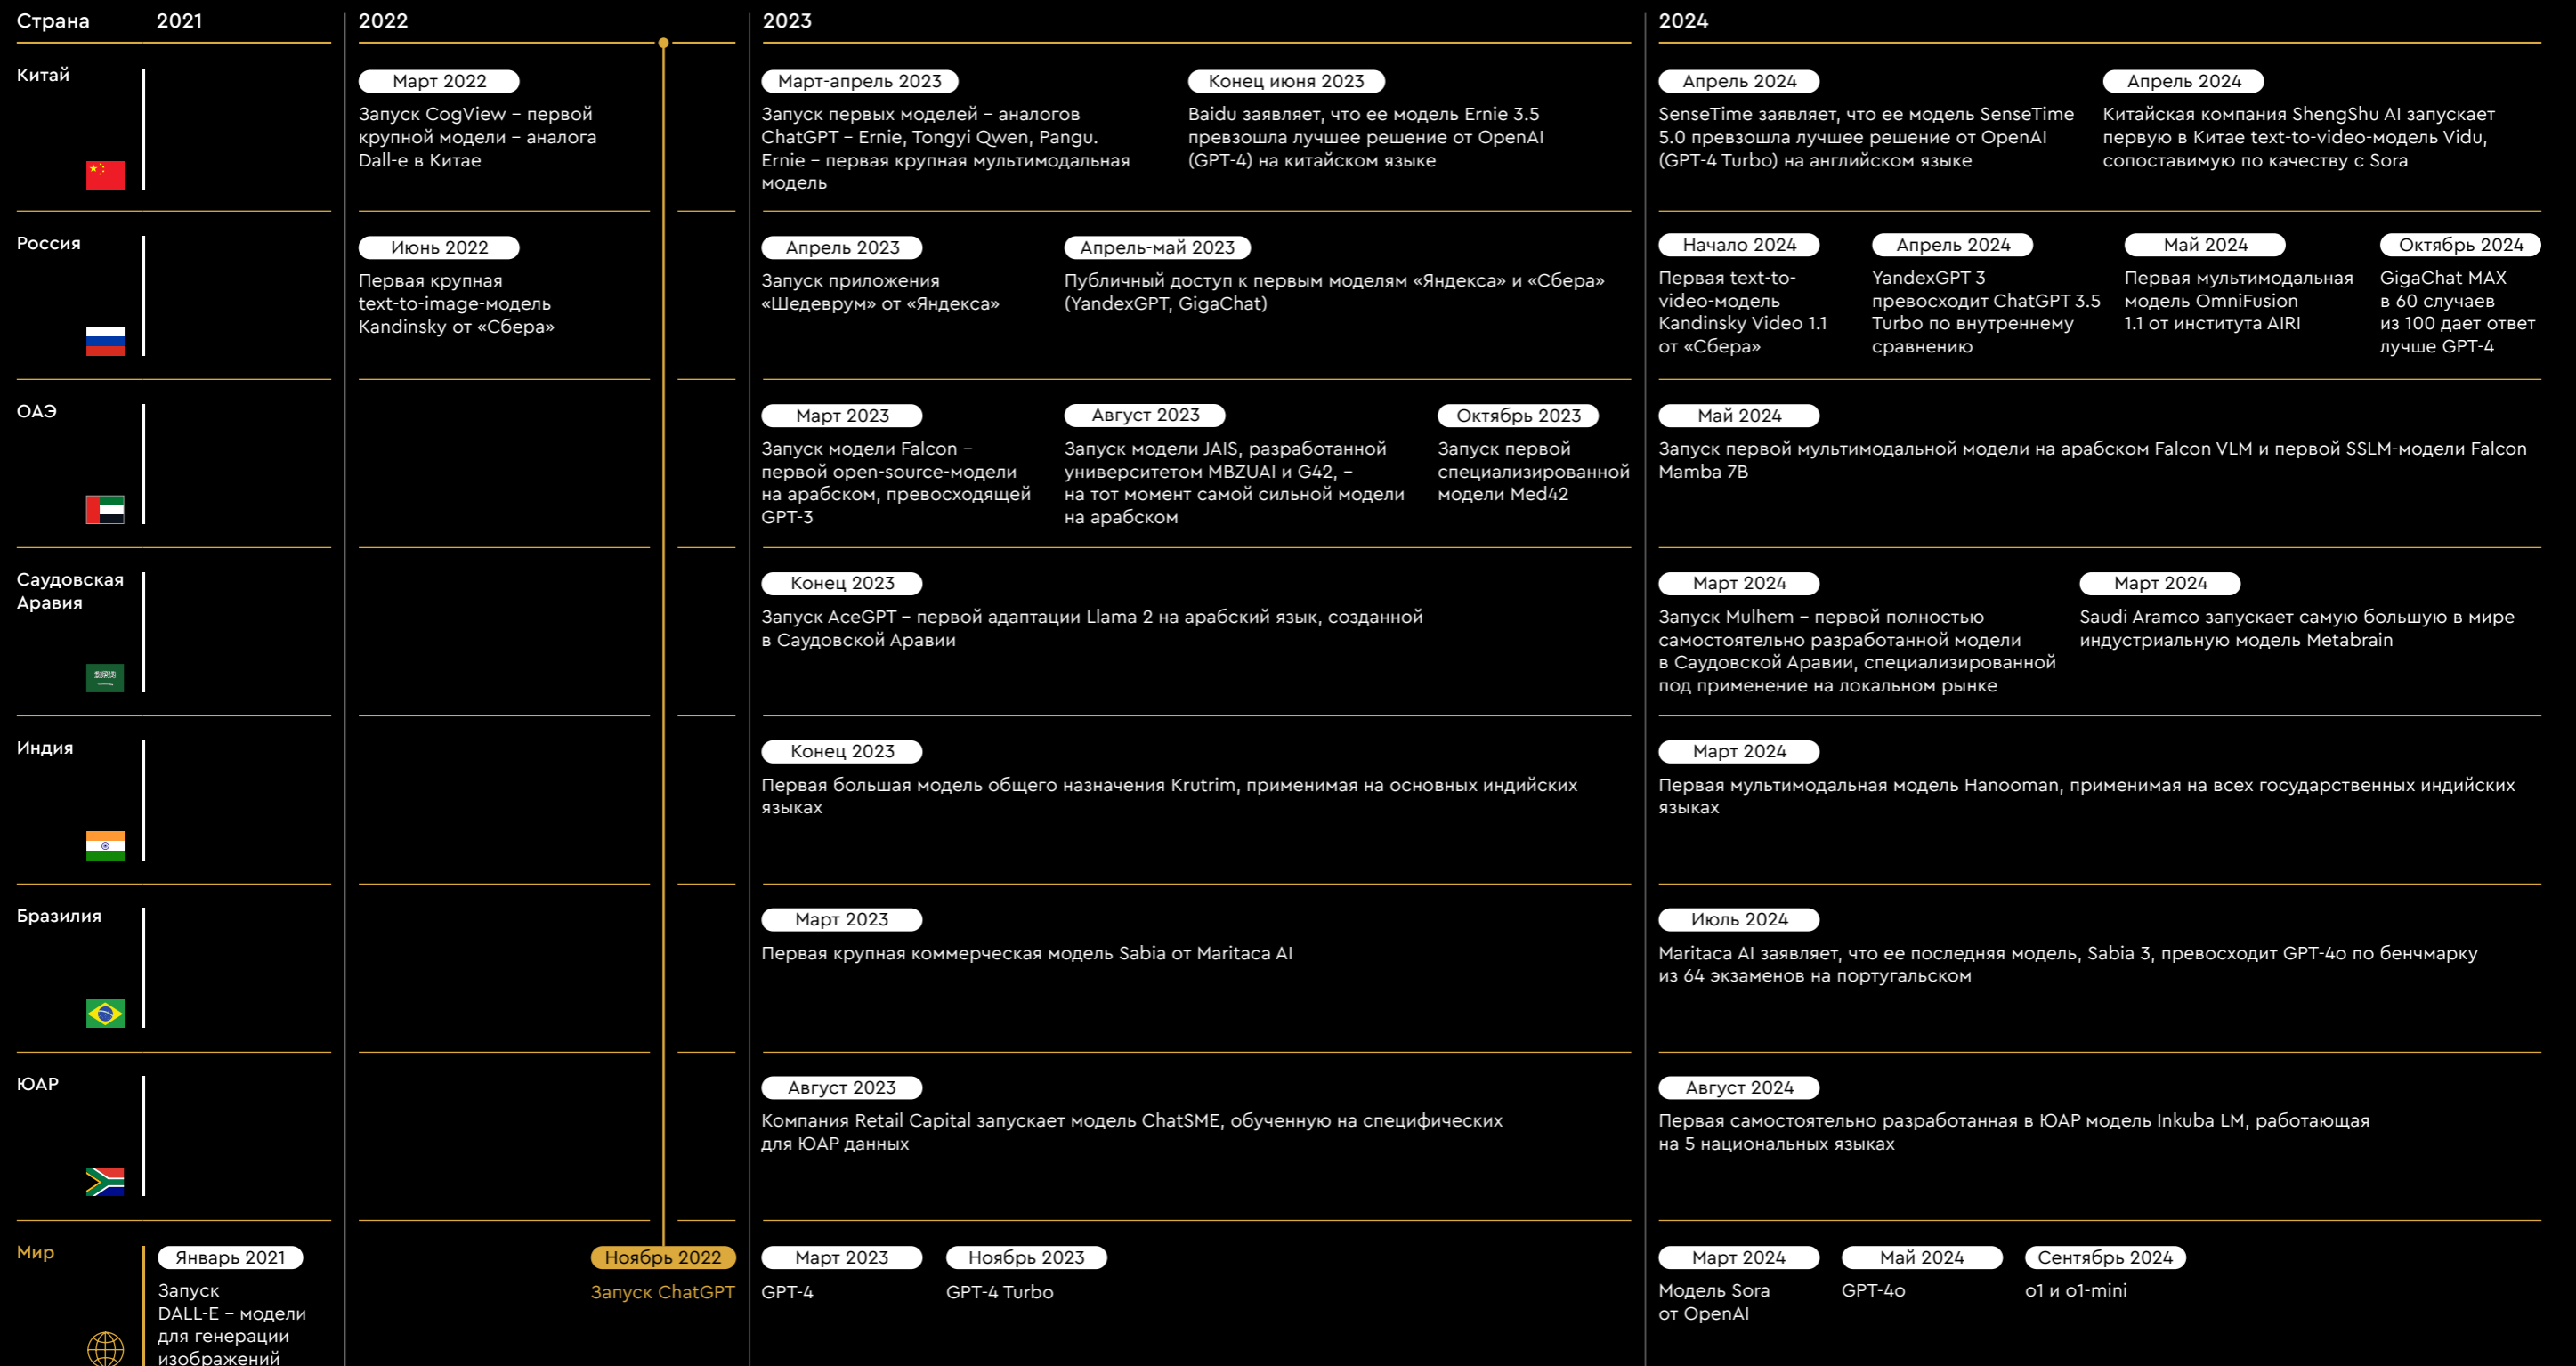 Страна
2021
2022
2023
2024
Китай
Март 2022
Запуск CogView – первой
крупной модели – аналога
Dall-e в Китае
Март-апрель 2023
Запуск первых моделей – аналогов
ChatGPT – Ernie, Tongyi Qwen, Pangu.
Ernie – первая крупная мультимодальная
модель
Конец июня 2023
Baidu заявляет, что ее модель Ernie 3.5
превзошла лучшее решение от OpenAI
(GPT-4) на китайском языке
Апрель 2024
SenseTime заявляет, что ее модель SenseTime
5.0 превзошла лучшее решение от OpenAI
(GPT-4 Turbo) на английском языке
Апрель 2024
Китайская компания ShengShu AI запускает
первую в Китае text-to-video-модель Vidu,
сопоставимую по качеству с Sora
Россия
Июнь 2022
Первая крупная
text-to-image-модель
Kandinsky от «Сбера»
Апрель 2023
Запуск приложения
«Шедеврум» от «Яндекса»
Апрель-май 2023
Публичный доступ к первым моделям «Яндекса» и «Сбера»
(YandexGPT, GigaChat)
Начало 2024
Первая text-to-
video-модель
Kandinsky Video 1.1
от «Сбера»
Апрель 2024
YandexGPT 3
превосходит ChatGPT 3.5
Turbo по внутреннему
сравнению
Май 2024
Первая мультимодальная
модель OmniFusion
1.1 от института AIRI
Октябрь 2024
GigaChat MAX
в 60 случаев
из 100 дает ответ
лучше GPT-4
ОАЭ
Март 2023
Запуск модели Falcon –
первой open-source-модели
на арабском, превосходящей
GPT-3
Август 2023
Запуск модели JAIS, разработанной
университетом MBZUAI и G42, –
на тот момент самой сильной модели
на арабском
Октябрь 2023
Запуск первой
специализированной
модели Med42
Май 2024
Запуск первой мультимодальной модели на арабском Falcon VLM и первой SSLM-модели Falcon
Mamba 7B
Саудовская
Аравия
Конец 2023
Запуск AceGPT – первой адаптации Llama 2 на арабский язык, созданной
в Саудовской Аравии
Март 2024
Запуск Mulhem – первой полностью
самостоятельно разработанной модели
в Саудовской Аравии, специализированной
под применение на локальном рынке
Март 2024
Saudi Aramco запускает самую большую в мире
индустриальную модель Metabrain
Индия
Конец 2023
Первая большая модель общего назначения Krutrim, применимая на основных индийских
языках
Март 2024
Первая мультимодальная модель Hanooman, применимая на всех государственных индийских
языках
Бразилия
Март 2023
Первая крупная коммерческая модель Sabia от Maritaca AI
Июль 2024
Maritaca AI заявляет, что ее последняя модель, Sabia 3, превосходит GPT-4o по бенчмарку
из 64 экзаменов на португальском
ЮАР
Август 2023
Компания Retail Capital запускает модель ChatSME, обученную на специфических
для ЮАР данных
Август 2024
Первая самостоятельно разработанная в ЮАР модель Inkuba LM, работающая
на 5 национальных языках
Мир
Январь 2021
Запуск
DALL-E – модели
для генерации
изображений
Ноябрь 2022
Запуск ChatGPT
Март 2023
GPT-4
Ноябрь 2023
GPT-4 Turbo
Март 2024
Модель Sora
от OpenAI
Май 2024
GPT-4o
Сентябрь 2024
o1 и o1-mini